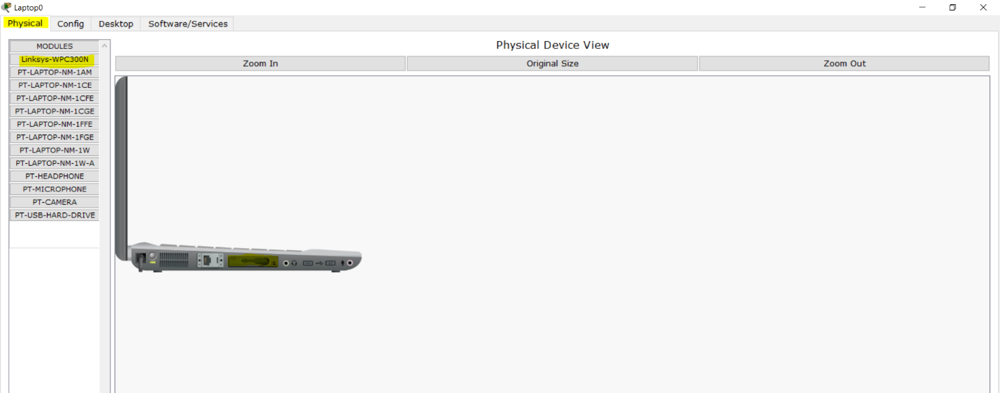 Laptop0
Physical Config Desktop Software/Services
MODULES
Linksys-WPC300N
PT-LAPTOP-NM-1AM
PT-LAPTOP-NM-1CE
PT-LAPTOP-NM-1CFE
PT-LAPTOP-NM-1CGE
PT-LAPTOP-NM-1FFE
PT-LAPTOP-NM-1FGE
PT-LAPTOP-NM-1W
PT-LAPTOP-NM-1W-A
PT-HEADPHONE
PT-MICROPHONE
PT-CAMERA
PT-USB-HARD-DRIVE
Physical Device View
Zoom In Original Size Zoom Out